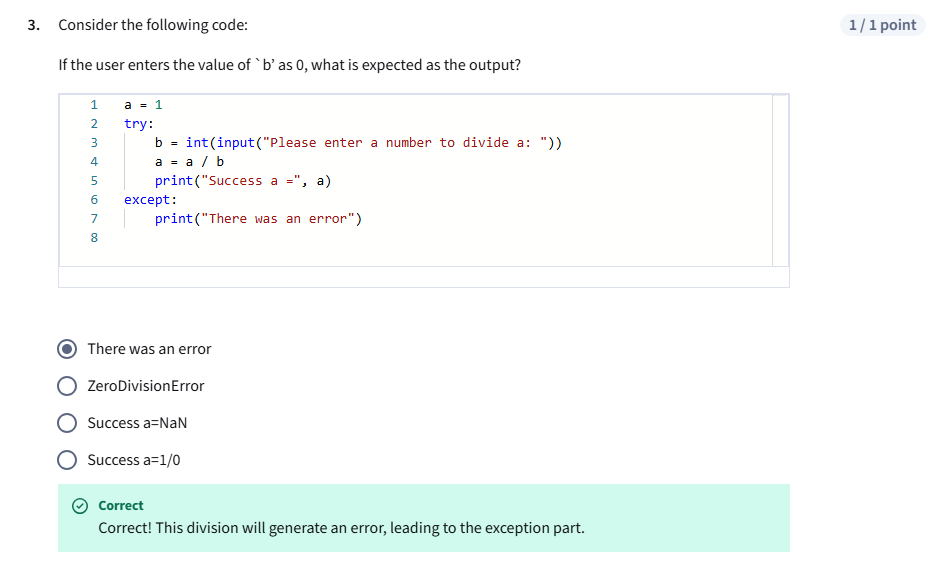 3. Consider the following code:
1 / 1 point
If the user enters the value of `b’ as 0, what is expected as the output?
1 a = 1
2 try:
3     b = int(input("Please enter a number to divide a: "))
4     a = a / b
5     print("Success a =", a)
6 except:
7     print("There was an error")
8
There was an error
ZeroDivisionError
Success a=NaN
Success a=1/0
Correct
Correct! This division will generate an error, leading to the exception part.